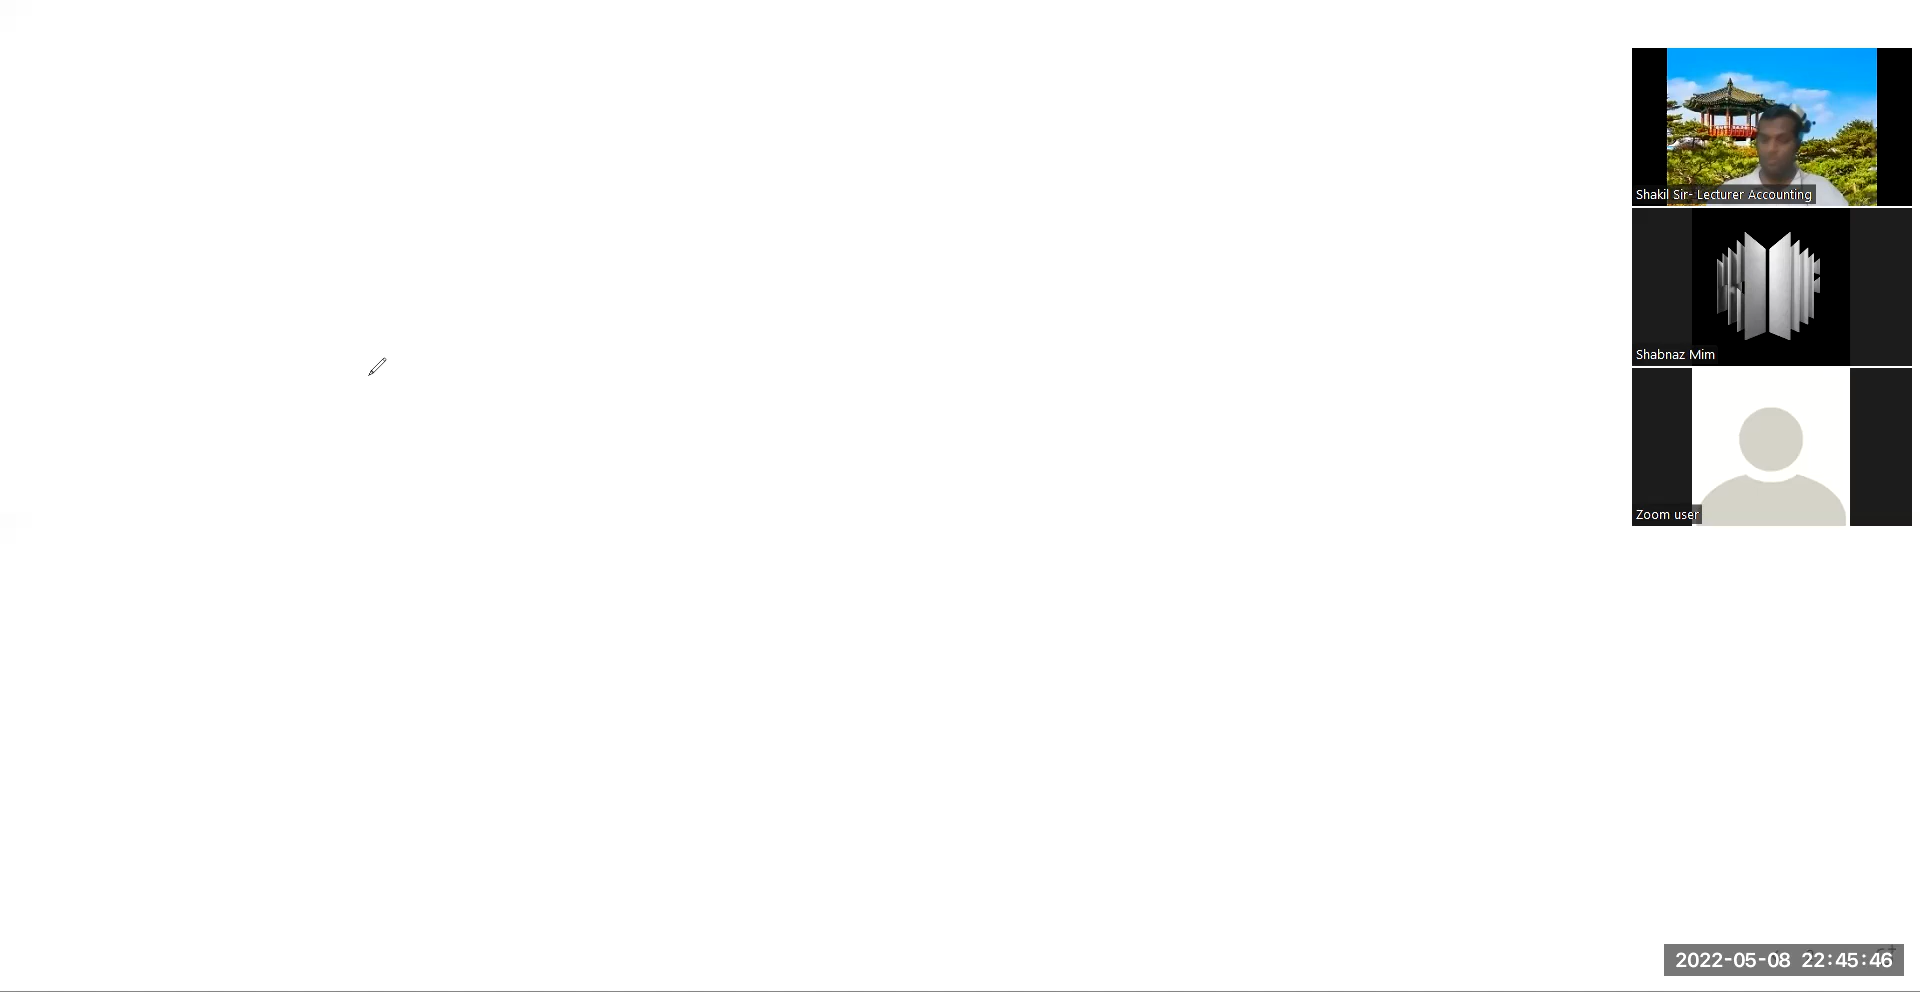 Shakil Sir- Lecturer Accounting
Shabnaz Mim
Zoom user
2022-05-08 22:45:46